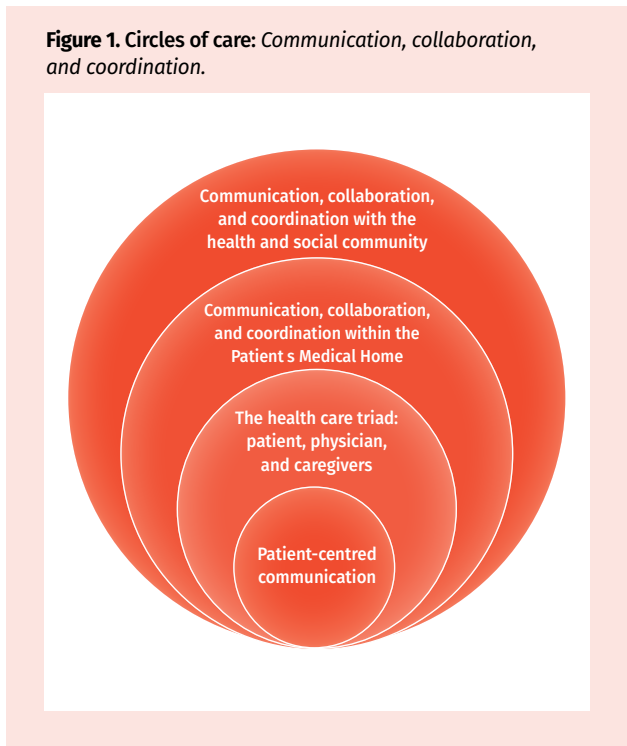 Figure 1. Circles of care: Communication, collaboration,
and coordination.
Communication, collaboration,
and coordination with the
health and social community
Communication, collaboration,
and coordination within the
Patient s Medical Home
The health care triad:
patient, physician,
and caregivers
Patient-centred
communication